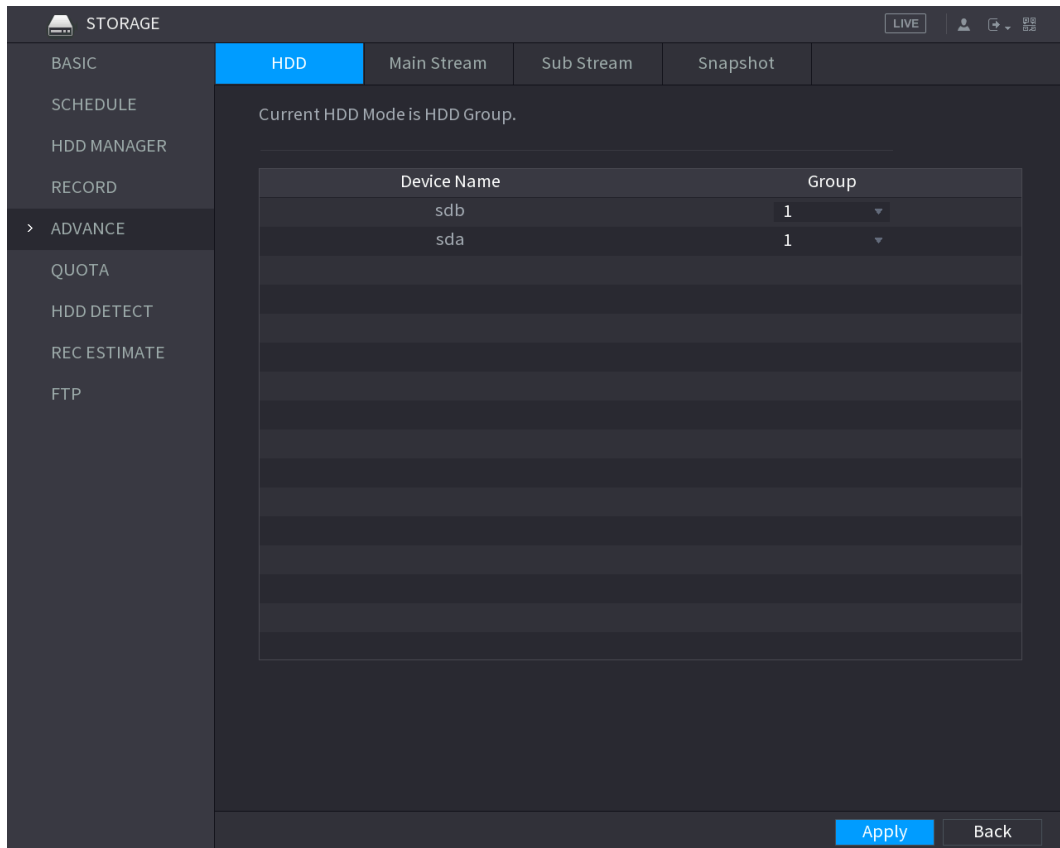 STORAGE
LIVE
BASIC
SCHEDULE
HDD MANAGER
RECORD
ADVANCE
QUOTA
HDD DETECT
REC ESTIMATE
FTP
HDD Main Stream Sub Stream Snapshot
Current HDD Mode is HDD Group.
Device Name Group
sdb 1
sda 1
Apply Back